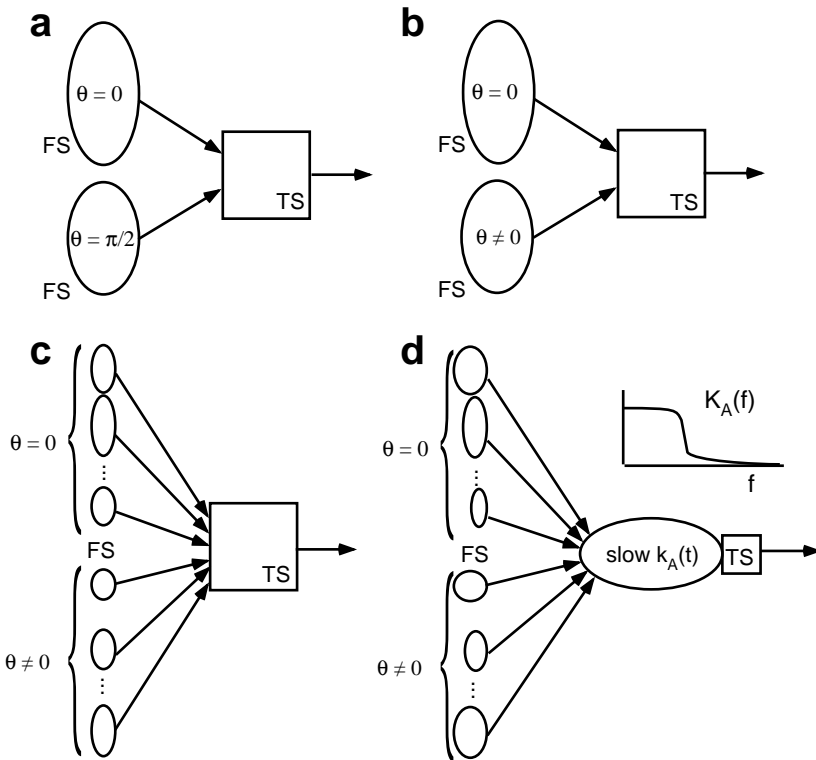 a
θ = 0
FS
TS
θ = π/2
FS
b
θ = 0
FS
TS
θ ≠ 0
FS
c
θ = 0
...
FS
TS
θ ≠ 0
...
d
θ = 0
...
K_A(f)
f
FS
slow k_A(t)
TS
θ ≠ 0
...